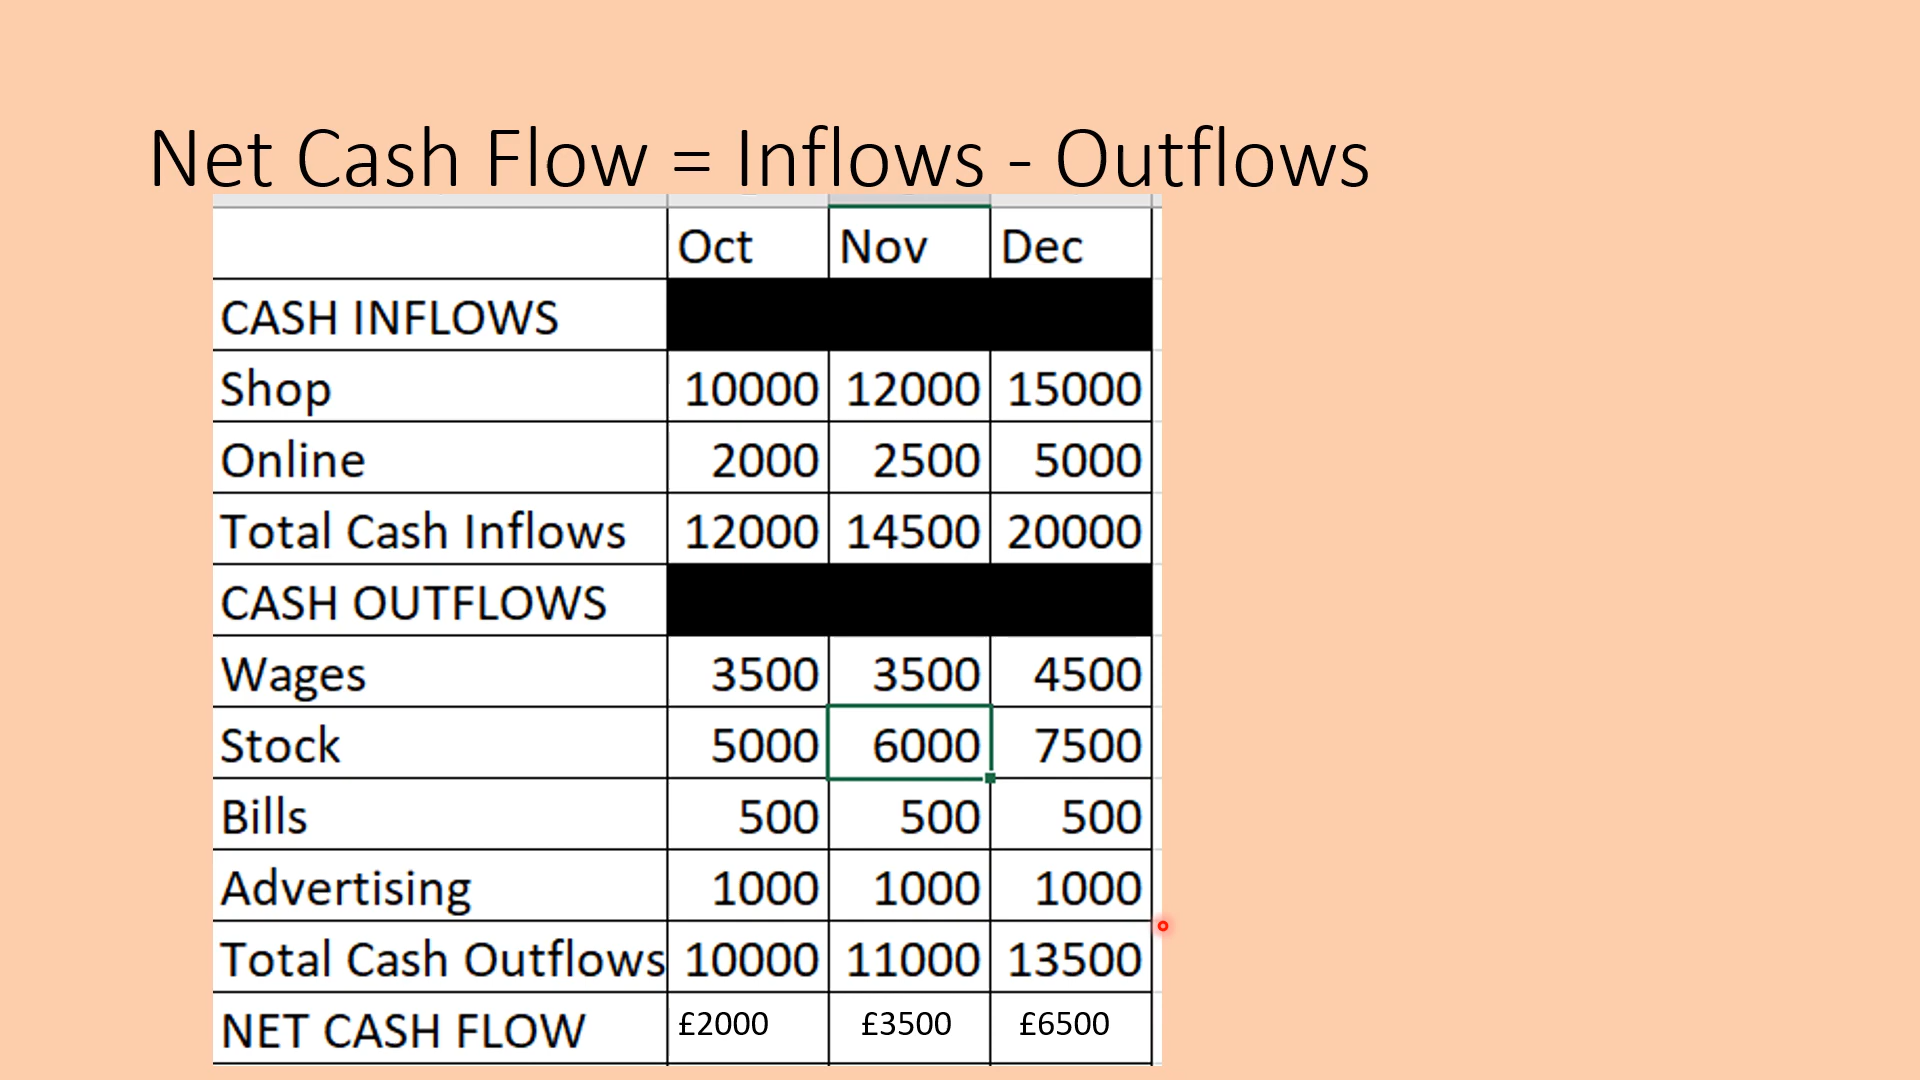 Net Cash Flow = Inflows - Outflows
Oct Nov Dec
CASH INFLOWS
Shop 10000 12000 15000
Online 2000 2500 5000
Total Cash Inflows 12000 14500 20000
CASH OUTFLOWS
Wages 3500 3500 4500
Stock 5000 6000 7500
Bills 500 500 500
Advertising 1000 1000 1000
Total Cash Outflows 10000 11000 13500
NET CASH FLOW £2000 £3500 £6500